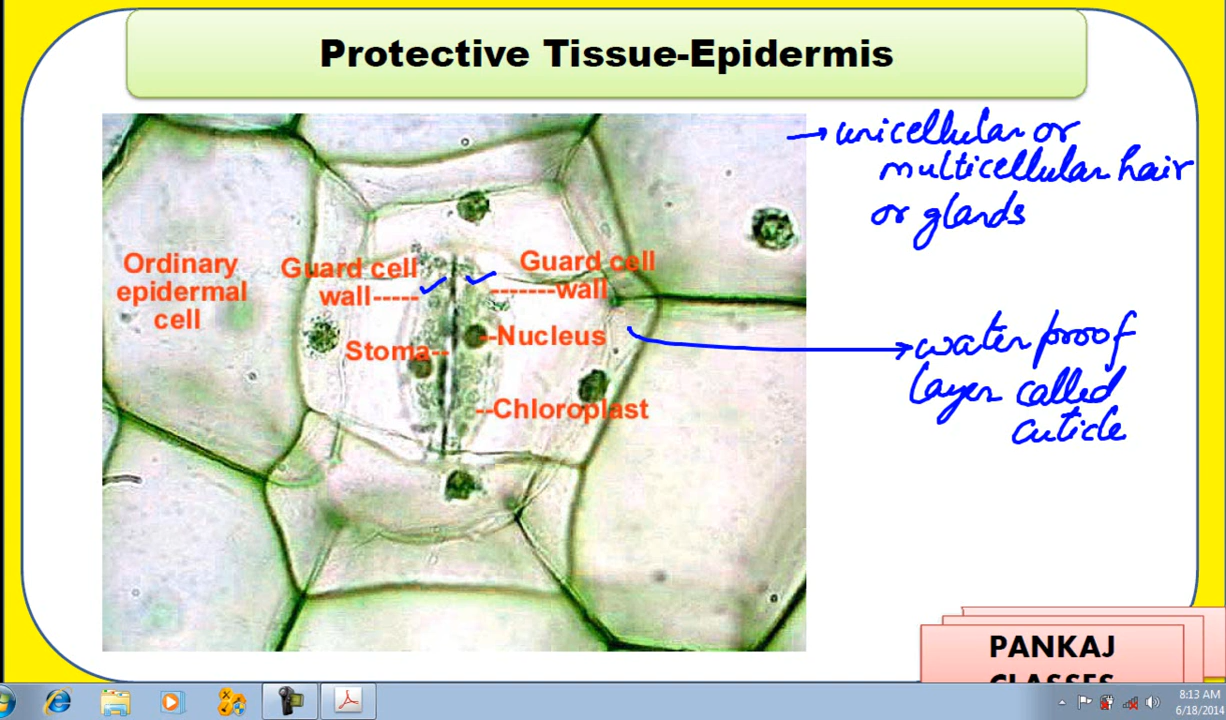 Protective Tissue-Epidermis
→ unicellular or
multicellular hair
or glands
Ordinary
epidermal
cell
Guard cell
wall-----
Guard cell
-------wall
--Nucleus
Stoma--
--Chloroplast
water proof
layer called
cuticle
PANKAJ
CLASSES
8:13 AM
6/18/2014